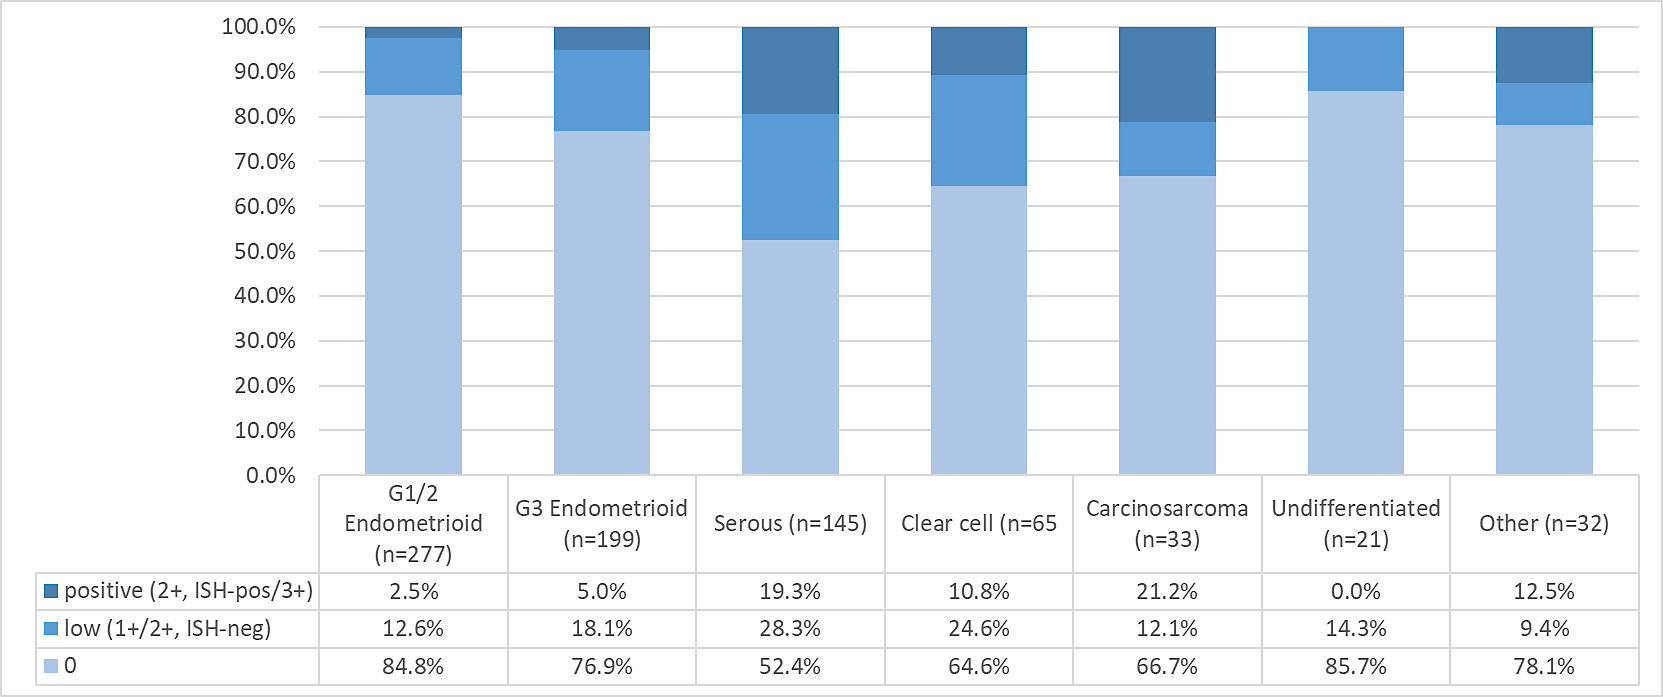 100.0%
90.0%
80.0%
70.0%
60.0%
50.0%
40.0%
30.0%
20.0%
10.0%
0.0%
G1/2
Endometrioid
(n=277)
G3 Endometrioid
(n=199)
Serous (n=145)
Clear cell (n=65
Carcinosarcoma
(n=33)
Undifferentiated
(n=21)
Other (n=32)
positive (2+, ISH-pos/3+) 2.5% 5.0% 19.3% 10.8% 21.2% 0.0% 12.5%
low (1+/2+, ISH-neg) 12.6% 18.1% 28.3% 24.6% 12.1% 14.3% 9.4%
0 84.8% 76.9% 52.4% 64.6% 66.7% 85.7% 78.1%